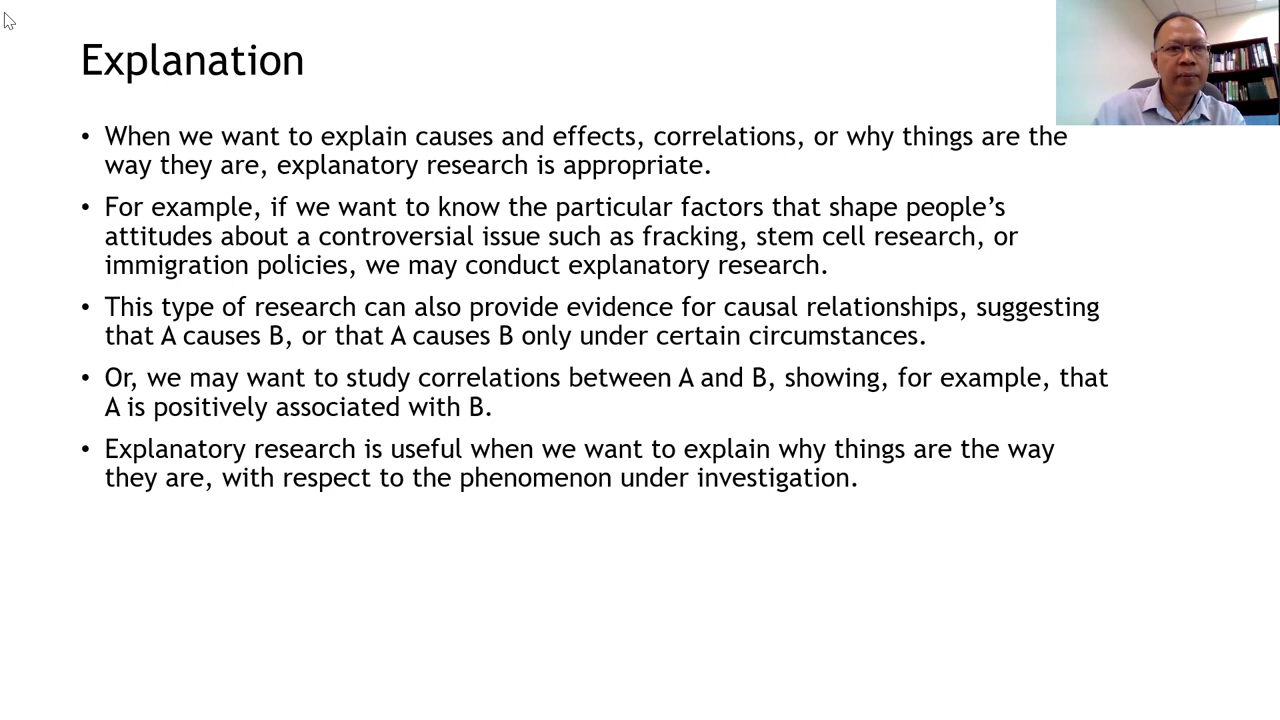 Explanation
• When we want to explain causes and effects, correlations, or why things are the
way they are, explanatory research is appropriate.
• For example, if we want to know the particular factors that shape people’s
attitudes about a controversial issue such as fracking, stem cell research, or
immigration policies, we may conduct explanatory research.
• This type of research can also provide evidence for causal relationships, suggesting
that A causes B, or that A causes B only under certain circumstances.
• Or, we may want to study correlations between A and B, showing, for example, that
A is positively associated with B.
• Explanatory research is useful when we want to explain why things are the way
they are, with respect to the phenomenon under investigation.